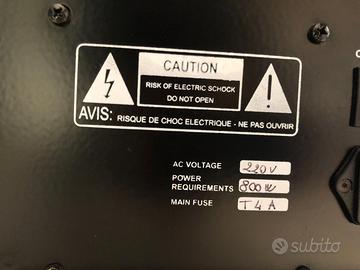 CAUTION
RISK OF ELECTRIC SCHOCK
DO NOT OPEN
AVIS: RISQUE DE CHOC ELECTRIQUE - NE PAS OUVRIR
AC VOLTAGE 220V
POWER
REQUIREMENTS 800W
MAIN FUSE T 4 A
subito